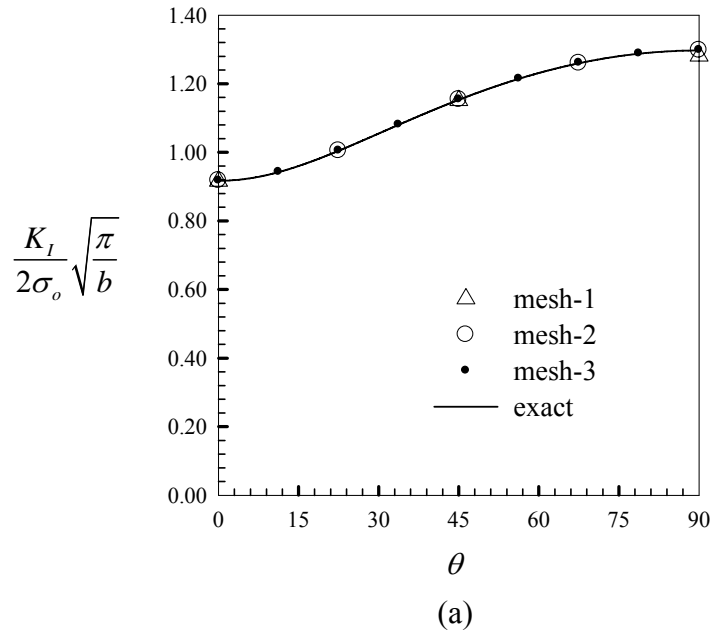 1.40
1.20
1.00
0.80
0.60
0.40
0.20
0.00
K_I / 2σ_o √(π/b)
mesh-1
mesh-2
mesh-3
exact
0 15 30 45 60 75 90
θ
(a)